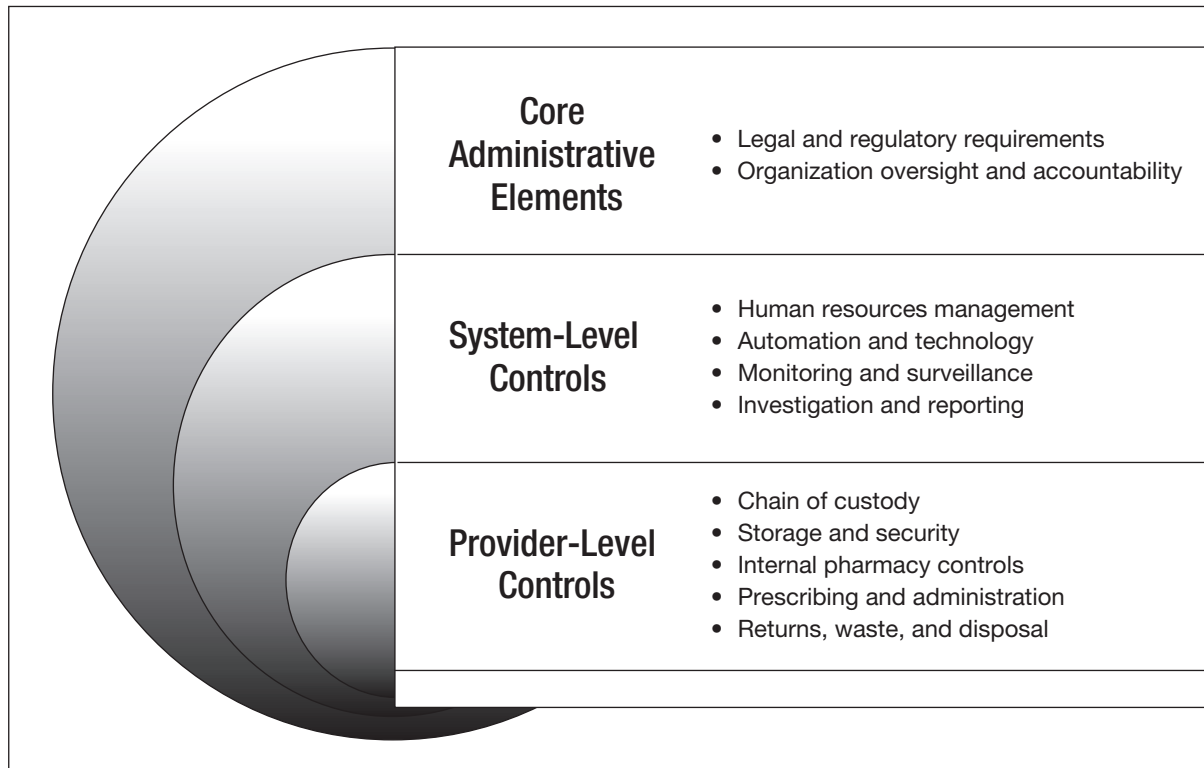 Core
Administrative
Elements
• Legal and regulatory requirements
• Organization oversight and accountability
System-Level
Controls
• Human resources management
• Automation and technology
• Monitoring and surveillance
• Investigation and reporting
Provider-Level
Controls
• Chain of custody
• Storage and security
• Internal pharmacy controls
• Prescribing and administration
• Returns, waste, and disposal